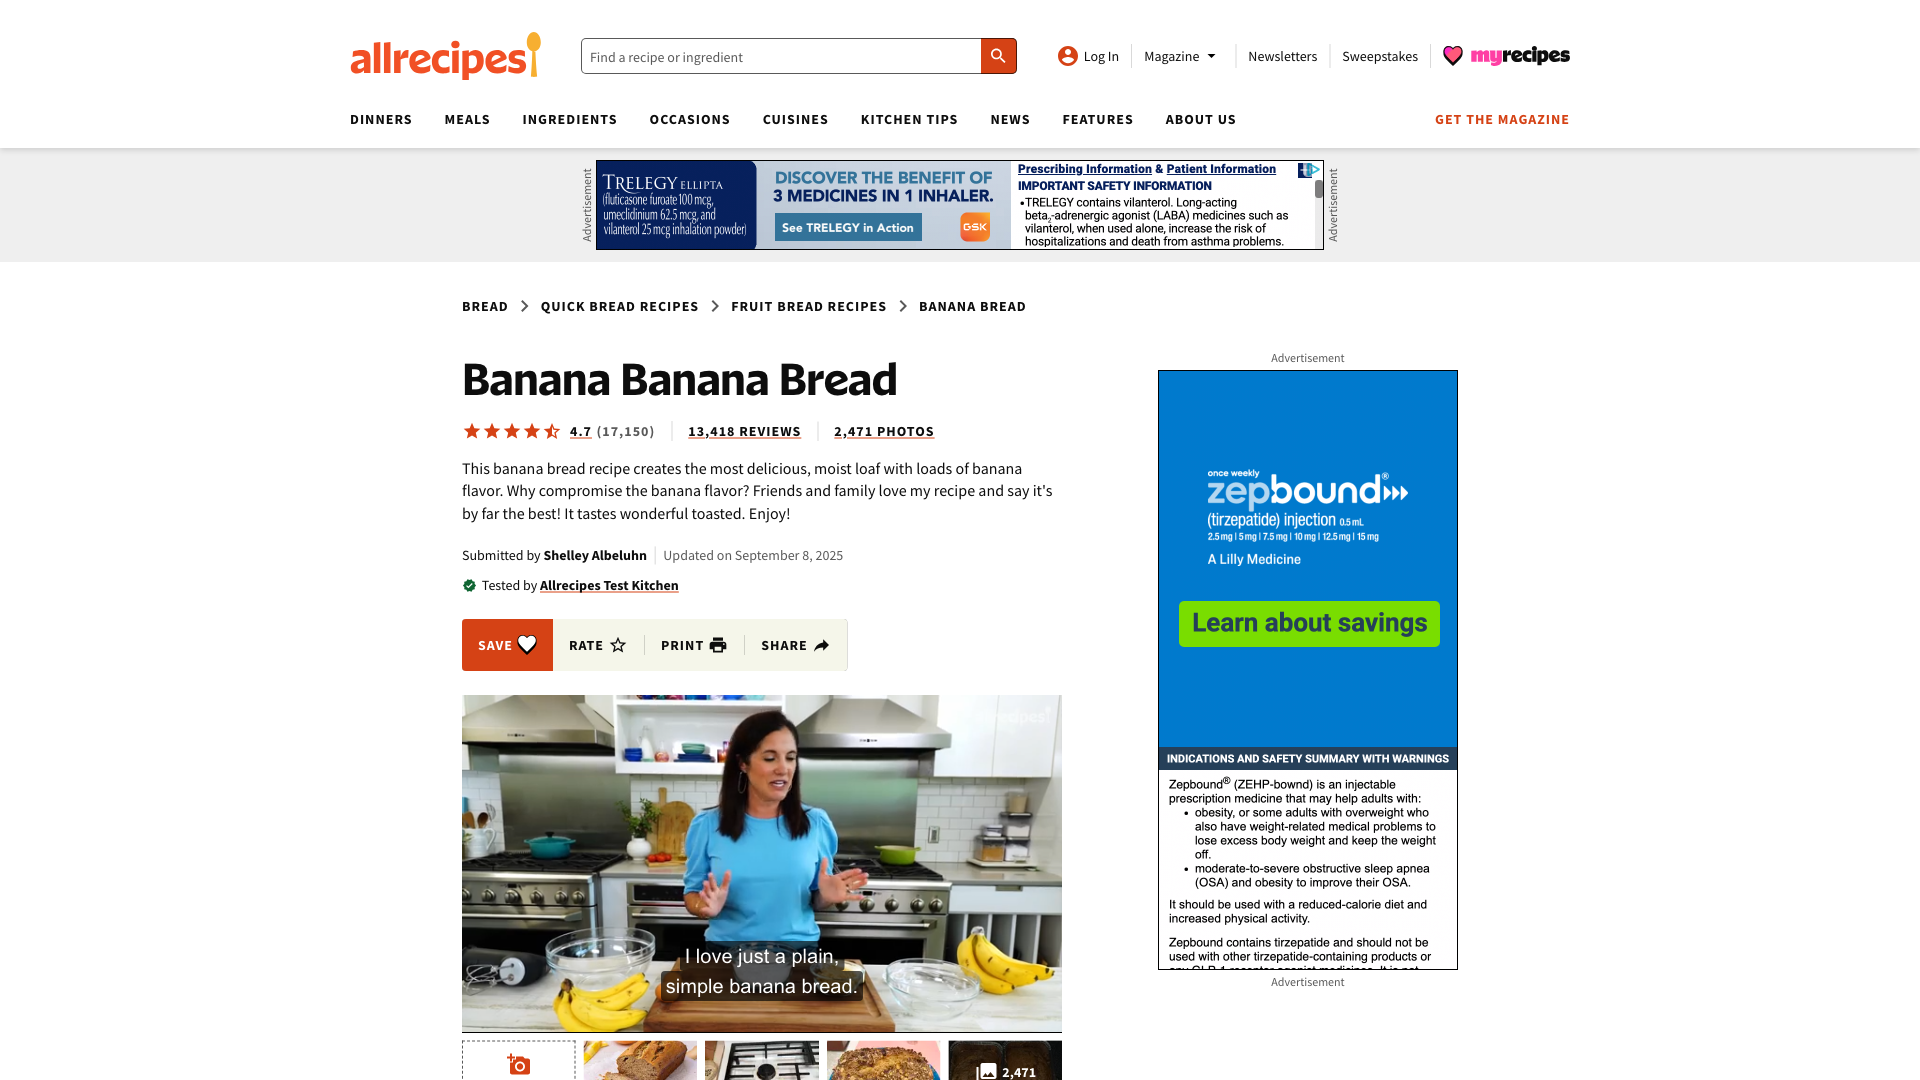 allrecipes
Find a recipe or ingredient
Log In
Magazine
Newsletters
Sweepstakes
myrecipes
DINNERS
MEALS
INGREDIENTS
OCCASIONS
CUISINES
KITCHEN TIPS
NEWS
FEATURES
ABOUT US
GET THE MAGAZINE
Advertisement
TRELEGY ELLIPTA
(fluticasone furoate 100 mcg,
umeclidinium 62.5 mcg, and
vilanterol 25 mcg inhalation powder)
DISCOVER THE BENEFIT OF
3 MEDICINES IN 1 INHALER.
See TRELEGY in Action
GSK
Prescribing Information & Patient Information
IMPORTANT SAFETY INFORMATION
•TRELEGY contains vilanterol. Long-acting
beta2-adrenergic agonist (LABA) medicines such as
vilanterol, when used alone, increase the risk of
hospitalizations and death from asthma problems.
Advertisement
BREAD
QUICK BREAD RECIPES
FRUIT BREAD RECIPES
BANANA BREAD
Banana Banana Bread
4.7 (17,150)
13,418 REVIEWS
2,471 PHOTOS
This banana bread recipe creates the most delicious, moist loaf with loads of banana
flavor. Why compromise the banana flavor? Friends and family love my recipe and say it's
by far the best! It tastes wonderful toasted. Enjoy!
Submitted by Shelley Albeluhn
Updated on September 8, 2025
Tested by Allrecipes Test Kitchen
SAVE
RATE
PRINT
SHARE
I love just a plain,
simple banana bread.
2,471
Advertisement
once weekly
zepbound®
(tirzepatide) injection 0.5 mL
2.5 mg | 5 mg | 7.5 mg | 10 mg | 12.5 mg | 15 mg
A Lilly Medicine
Learn about savings
INDICATIONS AND SAFETY SUMMARY WITH WARNINGS
Zepbound® (ZEHP-bownd) is an injectable
prescription medicine that may help adults with:
• obesity, or some adults with overweight who
also have weight-related medical problems to
lose excess body weight and keep the weight
off.
• moderate-to-severe obstructive sleep apnea
(OSA) and obesity to improve their OSA.
It should be used with a reduced-calorie diet and
increased physical activity.
Zepbound contains tirzepatide and should not be
used with other tirzepatide-containing products or
Advertisement